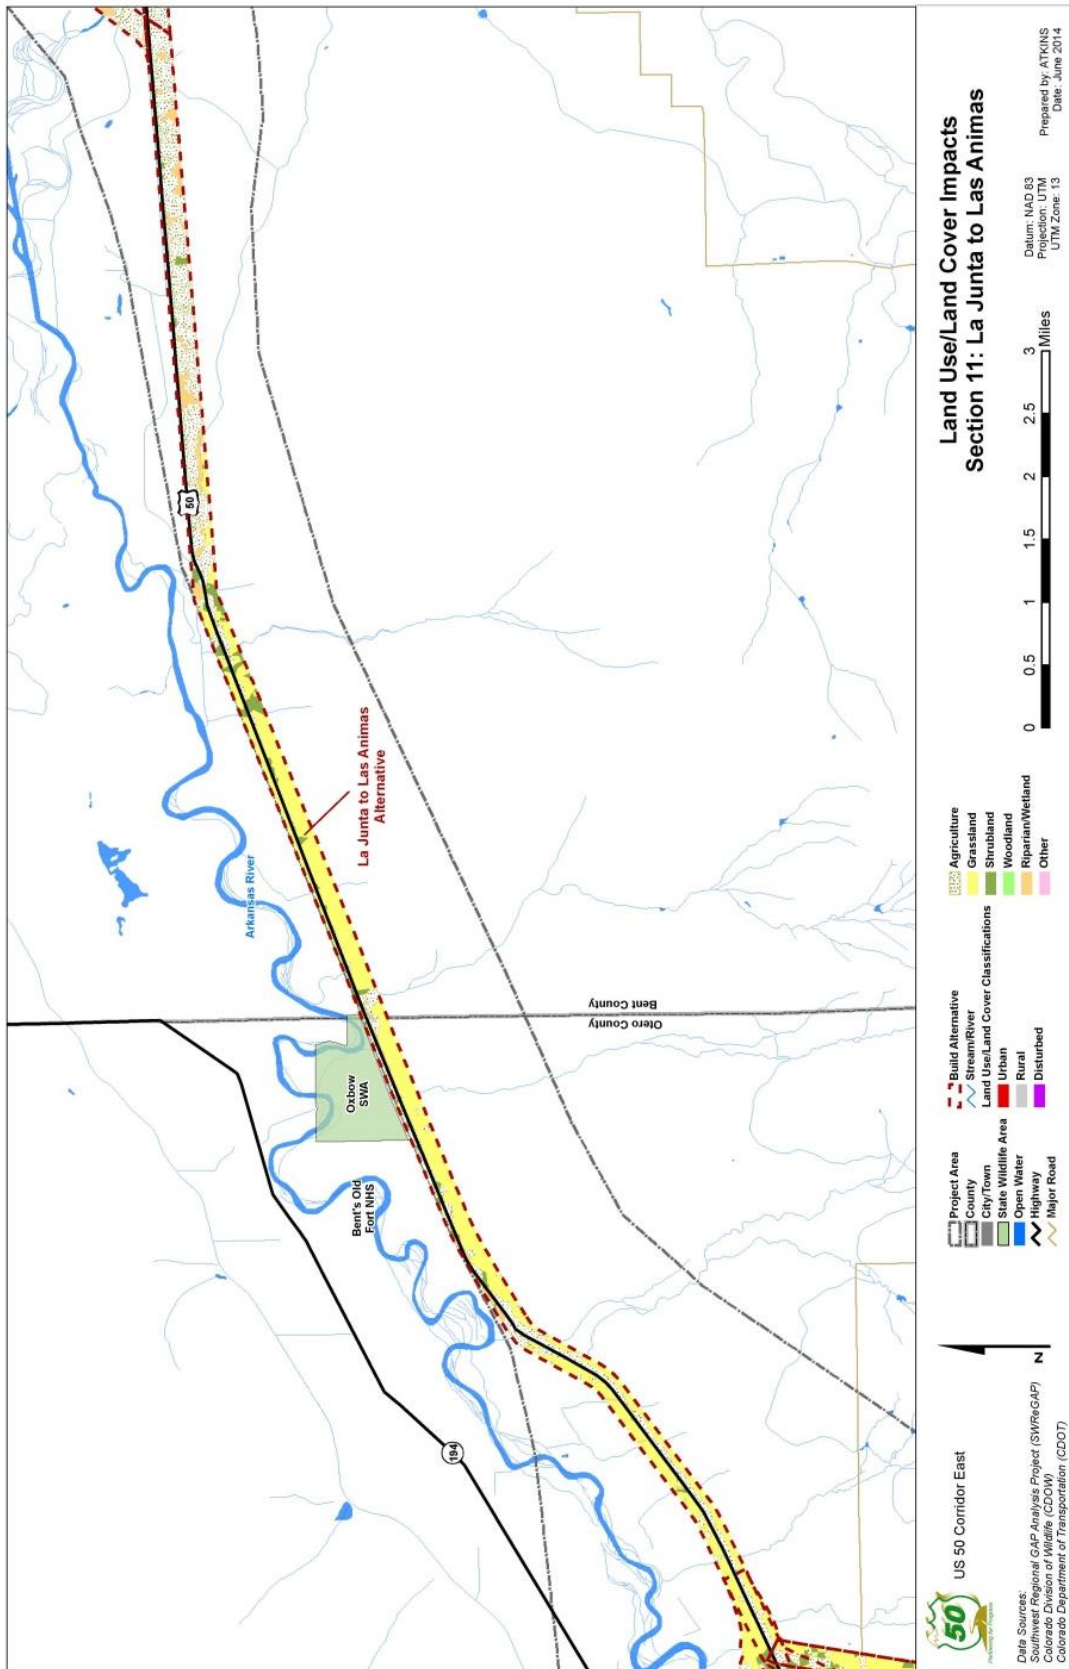 50
La Junta to Las Animas
Alternative
Arkansas River
Bent County
Otero County
Oxbow
SWA
Bent's Old
Fort NHS
194
50
Partnering for Progress
US 50 Corridor East
Data Sources:
Southwest Regional GAP Analysis Project (SWReGAP)
Colorado Division of Wildlife (CDOW)
Colorado Department of Transportation (CDOT)
N
Project Area
County
City/Town
State Wildlife Area
Open Water
Highway
Major Road
Build Alternative
Stream/River
Land Use/Land Cover Classifications
Urban
Rural
Disturbed
Agriculture
Grassland
Shrubland
Woodland
Riparian/Wetland
Other
Land Use/Land Cover Impacts
Section 11: La Junta to Las Animas
0 0.5 1 1.5 2 2.5 3
Miles
Datum: NAD 83
Projection: UTM
UTM Zone: 13
Prepared by: ATKINS
Date: June 2014